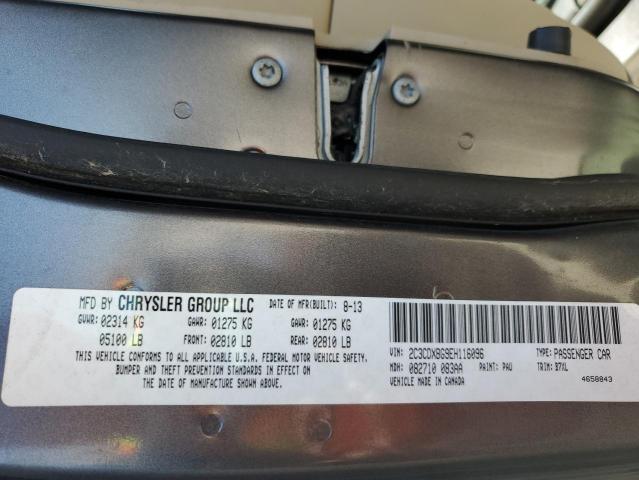 MFD BY CHRYSLER GROUP LLC DATE OF MFR(BUILT): 8-13
GVWR: 02314 KG GAWR: 01275 KG GAWR: 01275 KG
05100 LB FRONT: 02810 LB REAR: 02810 LB
THIS VEHICLE CONFORMS TO ALL APPLICABLE U.S.A. FEDERAL MOTOR VEHICLE SAFETY,
BUMPER AND THEFT PREVENTION STANDARDS IN EFFECT ON
THE DATE OF MANUFACTURE SHOWN ABOVE.
VIN: 2C3CDXBG9EH116096 TYPE: PASSENGER CAR
MDH: 082710 083AA PAINT: PAU TRIM: B7XL
VEHICLE MADE IN CANADA 4658843